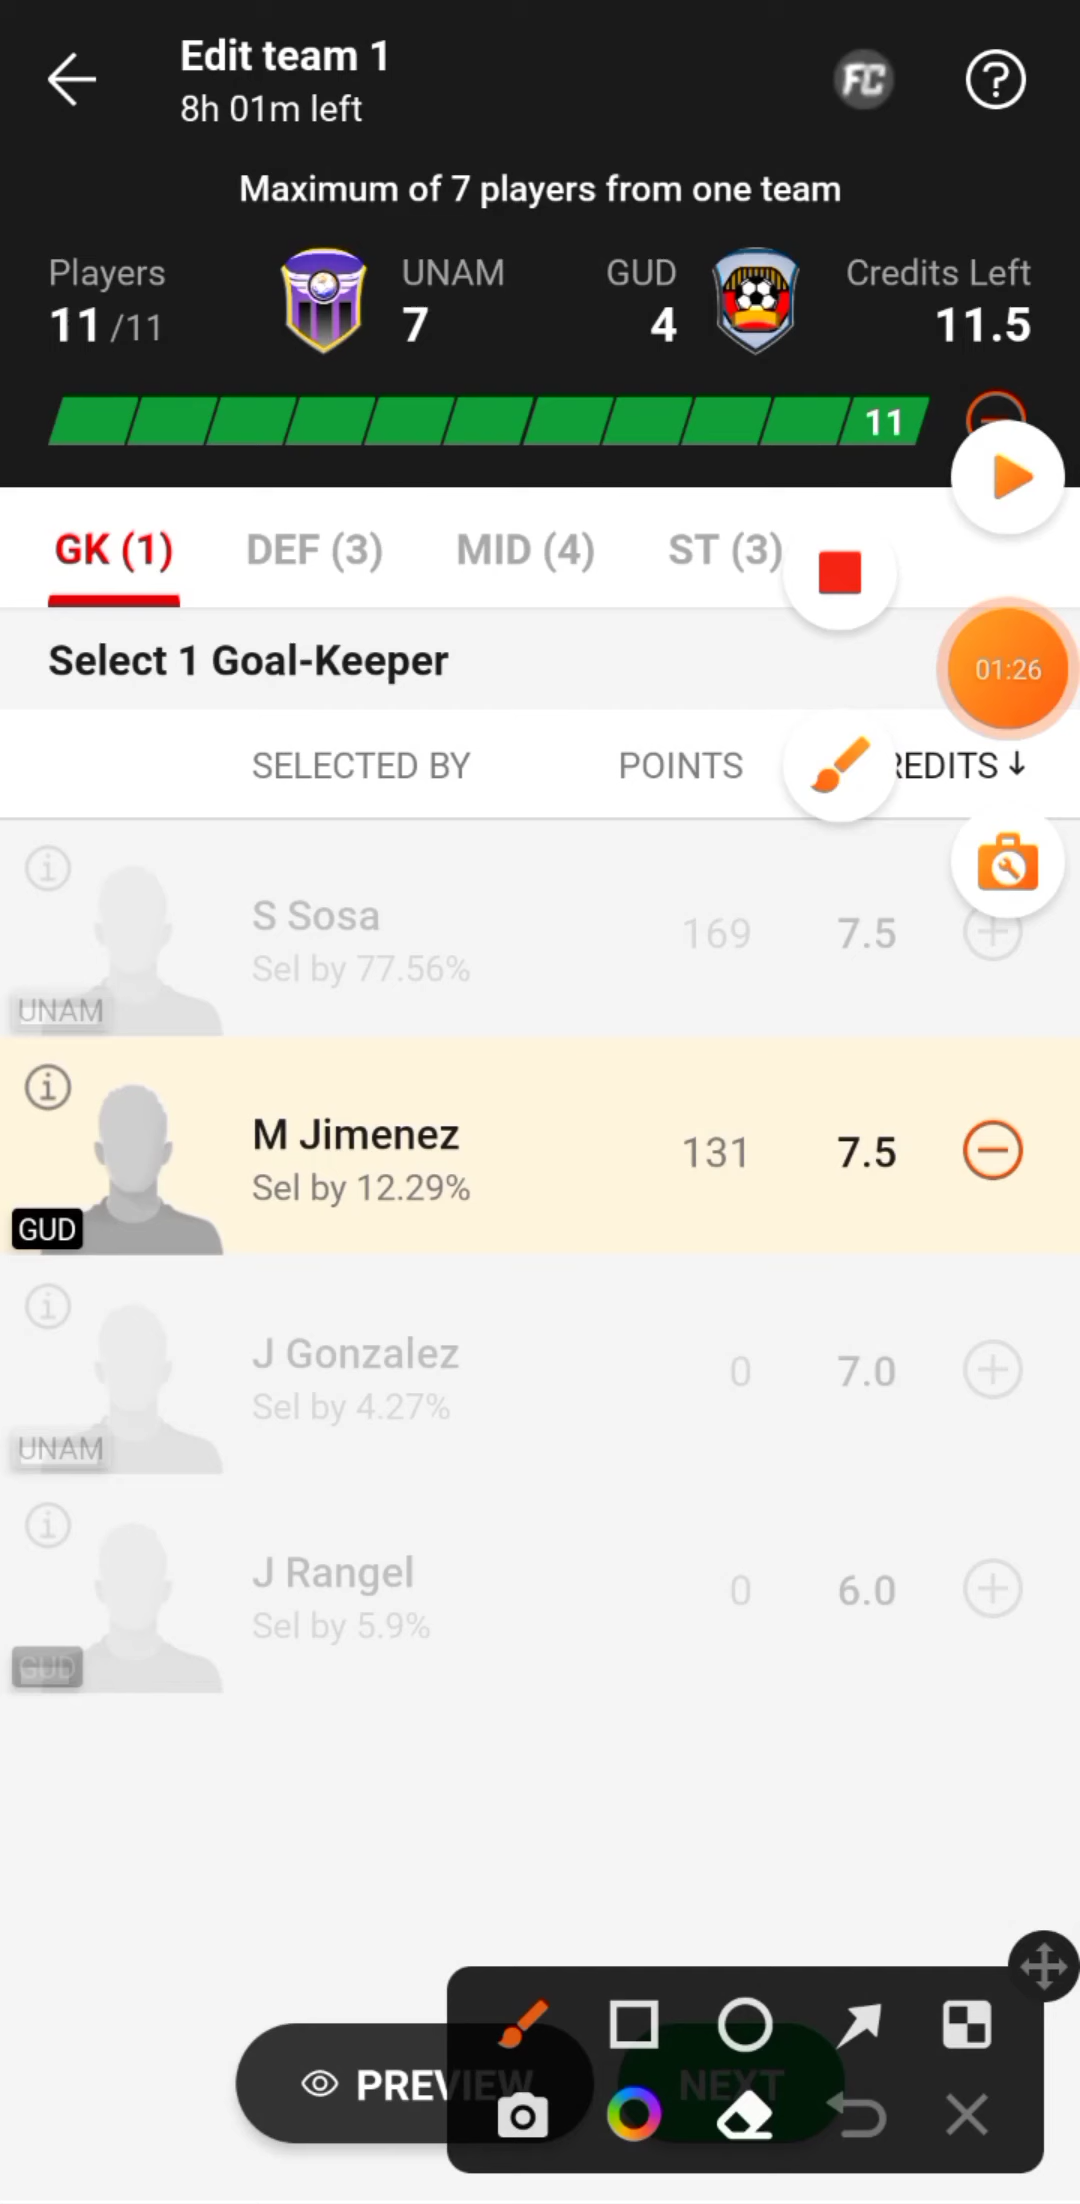 Edit team 1
8h 01m left
FC
Maximum of 7 players from one team
Players
11/11
UNAM
7
GUD
4
Credits Left
11.5
11
GK (1)
DEF (3)
MID (4)
ST (3)
Select 1 Goal-Keeper
01:26
SELECTED BY
POINTS
REDITS ↓
S Sosa
169
7.5
Sel by 77.56%
UNAM
M Jimenez
131
7.5
Sel by 12.29%
GUD
J Gonzalez
0
7.0
Sel by 4.27%
UNAM
J Rangel
0
6.0
Sel by 5.9%
GUD
PREVIEW
NEXT